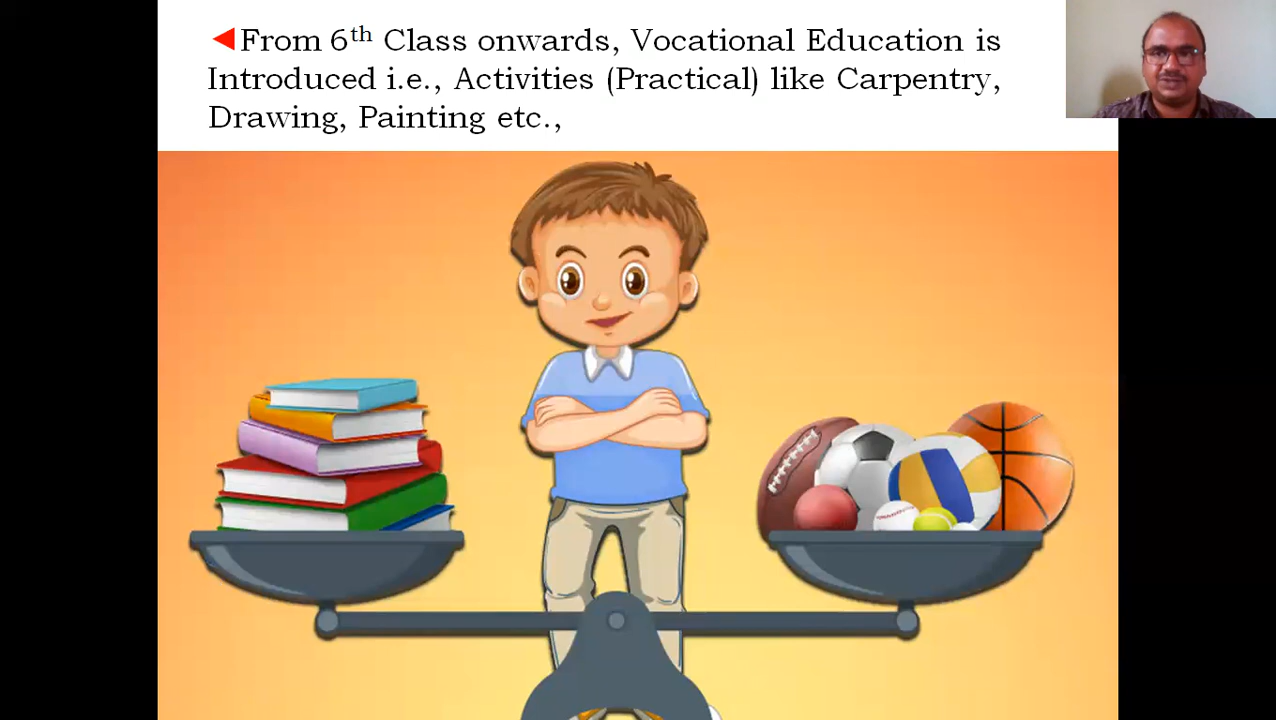 From 6th Class onwards, Vocational Education is
Introduced i.e., Activities (Practical) like Carpentry,
Drawing, Painting etc.,